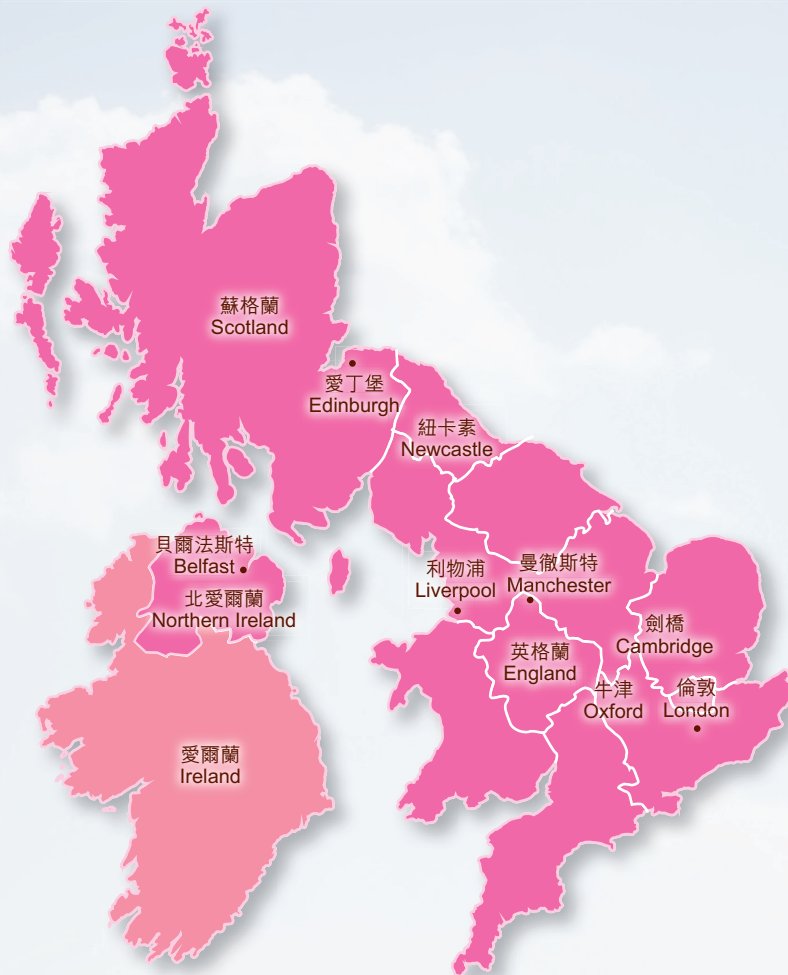 蘇格蘭
Scotland
愛丁堡
Edinburgh
紐卡素
Newcastle
貝爾法斯特
Belfast
北愛爾蘭
Northern Ireland
利物浦
Liverpool
曼徹斯特
Manchester
劍橋
Cambridge
英格蘭
England
牛津
Oxford
倫敦
London
愛爾蘭
Ireland